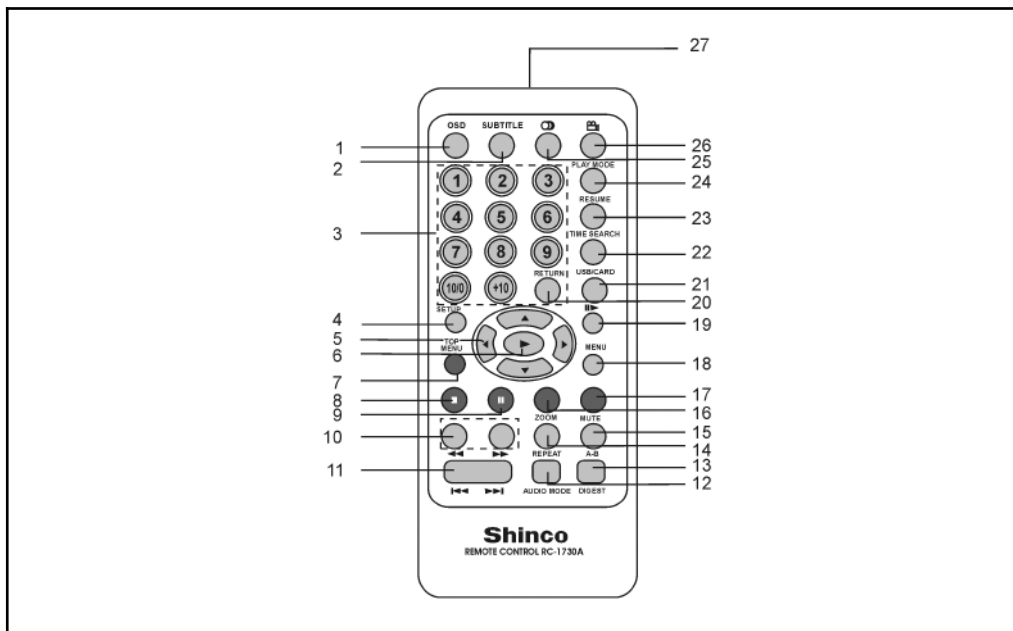 27
OSD SUBTITLE
1
2
26
25
PLAY MODE
24
1 2 3
RESUME
23
4 5 6
3
TIME SEARCH
22
7 8 9
RETURN
USB/CARD
21
20
10/0 +10
SETUP
4
19
5
6
TOP
MENU
MENU
18
7
8
9
17
16
ZOOM MUTE
10
15
14
REPEAT A-B
11
13
12
AUDIO MODE DIGEST
Shinco
REMOTE CONTROL RC-1730A